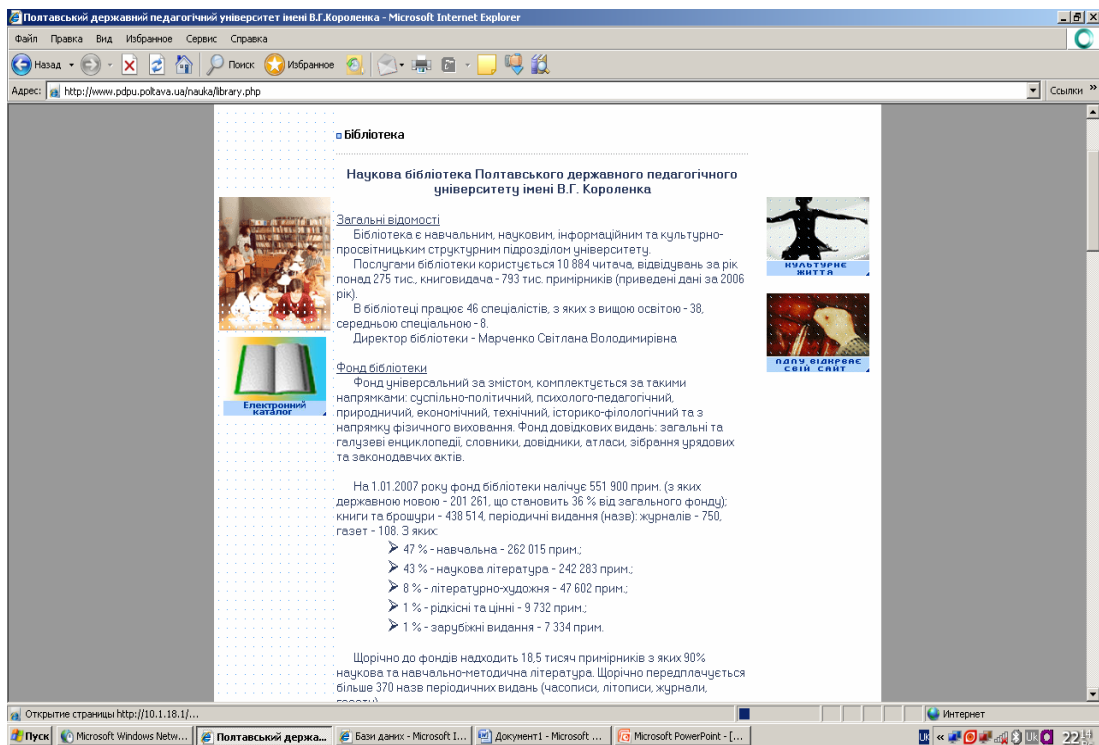 Полтавський державний педагогічний університет імені В.Г.Короленка - Microsoft Internet Explorer
Файл Правка Вид Избранное Сервис Справка
Назад Поиск Избранное
Адрес: http://www.pdpu.poltava.ua/nauka/library.php Ссылки »
Бібліотека
Наукова бібліотека Полтавського державного педагогічного
університету імені В.Г. Короленка
Загальні відомості
Бібліотека є навчальним, науковим, інформаційним та культурно-
просвітницьким структурним підрозділом університету.
Послугами бібліотеки користується 10 884 читача, відвідувань за рік
понад 275 тис., книговидача - 793 тис. примірників (приведені дані за 2006
рік).
В бібліотеці працює 46 спеціалістів, з яких з вищою освітою - 38,
середньою спеціальною - 8.
Директор бібліотеки - Марченко Світлана Володимирівна
Фонд бібліотеки
Фонд універсальний за змістом, комплектується за такими
напрямками: суспільно-політичний, психолого-педагогічний,
природничий, економічний, технічний, історико-філологічний та з
напрямку фізичного виховання. Фонд довідкових видань: загальні та
галузеві енциклопедії, словники, довідники, атласи, зібрання урядових
та законодавчих актів.
На 1.01.2007 року фонд бібліотеки налічує 551 900 прим. (з яких
державною мовою - 201 261, що становить 36 % від загального фонду);
книги та брошури - 438 514, періодичні видання (назв): журналів - 750,
газет - 108. З яких:
47 % - навчальна - 262 015 прим.;
43 % - наукова література - 242 283 прим.;
8 % - літературно-художня - 47 602 прим.;
1 % - рідкісні та цінні - 9 732 прим.;
1 % - зарубіжні видання - 7 334 прим.
Щорічно до фондів надходить 18,5 тисяч примірників з яких 90%
наукова та навчально-методична література. Щорічно передплачується
більше 370 назв періодичних видань (часописи, літописи, журнали,
Електронний
каталог
КУЛЬТУРНЕ
ЖИТТЯ
ПДПУ ВІДКРИВАЄ
СВІЙ САЙТ
Открытие страницы http://10.1.18.1/... Интернет
Пуск Microsoft Windows Netw... Полтавський держа... Бази даних - Microsoft I... Документ1 - Microsoft ... Microsoft PowerPoint - [... UK « UK